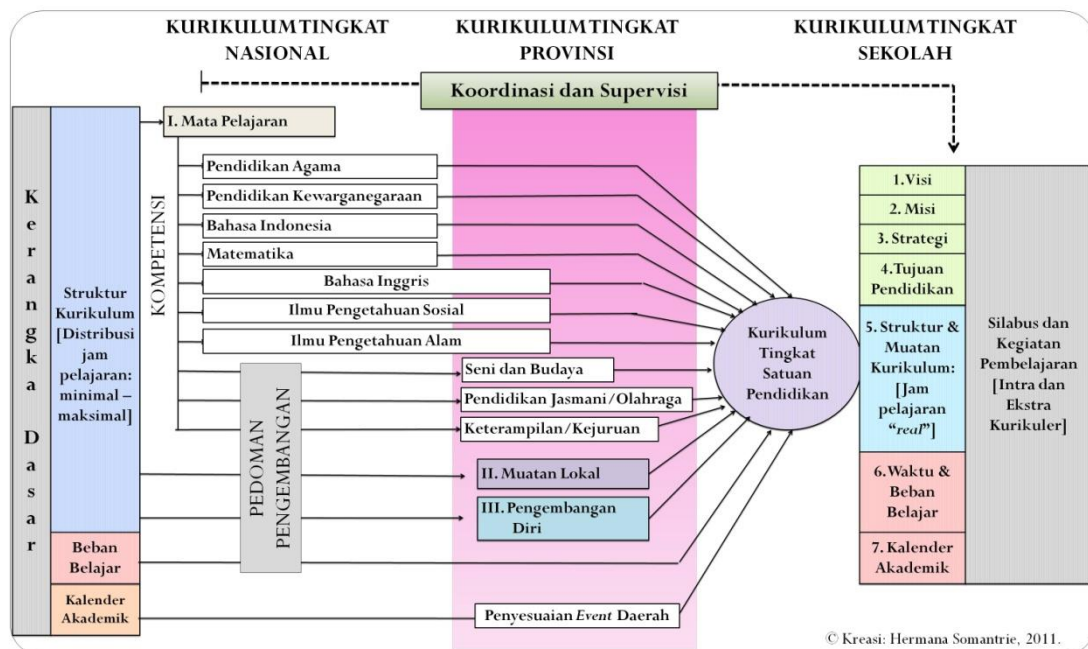 KURIKULUM TINGKAT
NASIONAL
KURIKULUM TINGKAT
PROVINSI
KURIKULUM TINGKAT
SEKOLAH
Koordinasi dan Supervisi
Kerangka Dasar
Struktur
Kurikulum
[Distribusi
jam
pelajaran:
minimal –
maksimal]
Beban
Belajar
Kalender
Akademik
I. Mata Pelajaran
KOMPETENSI
Pendidikan Agama
Pendidikan Kewarganegaraan
Bahasa Indonesia
Matematika
Bahasa Inggris
Ilmu Pengetahuan Sosial
Ilmu Pengetahuan Alam
PEDOMAN
PENGEMBANGAN
Seni dan Budaya
Pendidikan Jasmani/Olahraga
Keterampilan/Kejuruan
II. Muatan Lokal
III. Pengembangan
Diri
Penyesuaian Event Daerah
Kurikulum
Tingkat
Satuan
Pendidikan
1. Visi
2. Misi
3. Strategi
4. Tujuan
Pendidikan
5. Struktur &
Muatan
Kurikulum:
[Jam
pelajaran
“real”]
6. Waktu &
Beban
Belajar
7. Kalender
Akademik
Silabus dan
Kegiatan
Pembelajaran
[Intra dan
Ekstra
Kurikuler]
© Kreasi: Hermana Somantrie, 2011.